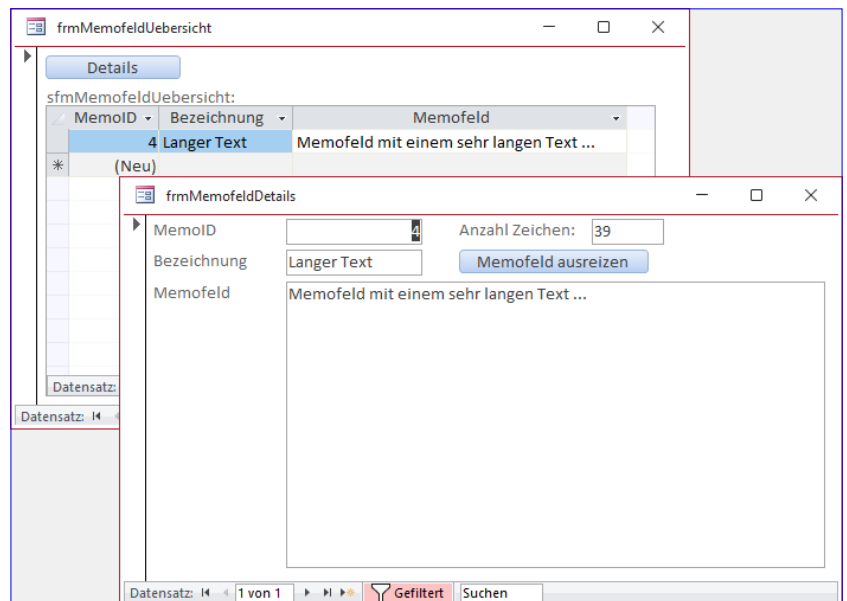 frmMemofeldUebersicht
Details
sfmMemofeldUebersicht:
MemoID Bezeichnung Memofeld
4 Langer Text Memofeld mit einem sehr langen Text ...
(Neu)
Datensatz:
Datensatz:
frmMemofeldDetails
MemoID 4 Anzahl Zeichen: 39
Bezeichnung Langer Text Memofeld ausreizen
Memofeld Memofeld mit einem sehr langen Text ...
Datensatz: 1 von 1 Gefiltert Suchen